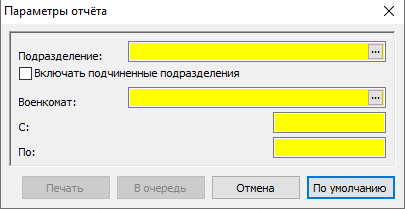 Параметры отчёта
Подразделение:
...
Включать подчиненные подразделения
Военкомат:
...
С:
По:
Печать
В очередь
Отмена
По умолчанию